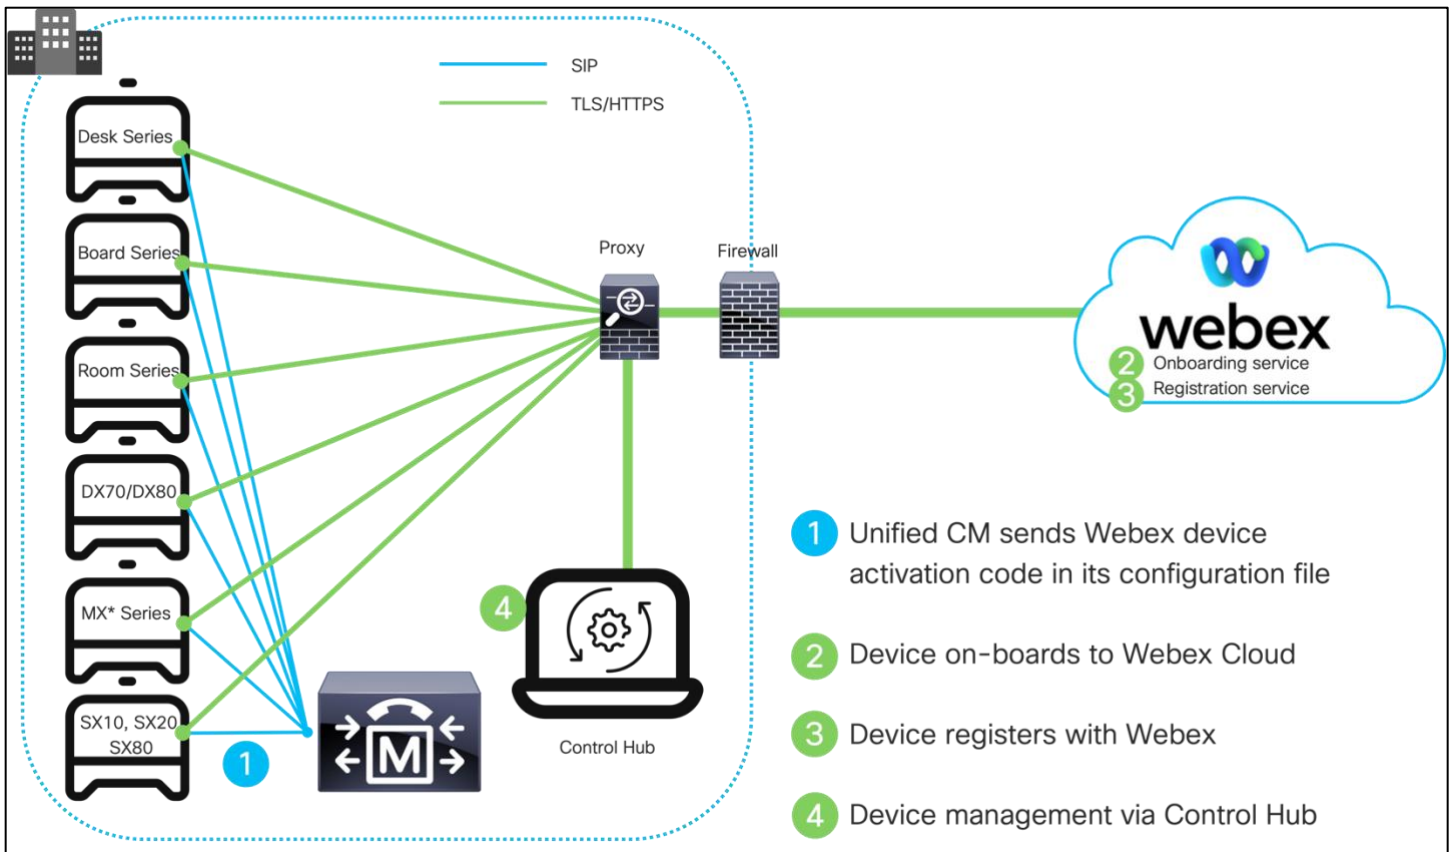 SIP
TLS/HTTPS
Desk Series
Board Series
Room Series
DX70/DX80
MX* Series
SX10, SX20
SX80
1
M
Proxy
Firewall
4
Control Hub
webex
2 Onboarding service
3 Registration service
1 Unified CM sends Webex device
activation code in its configuration file
2 Device on-boards to Webex Cloud
3 Device registers with Webex
4 Device management via Control Hub